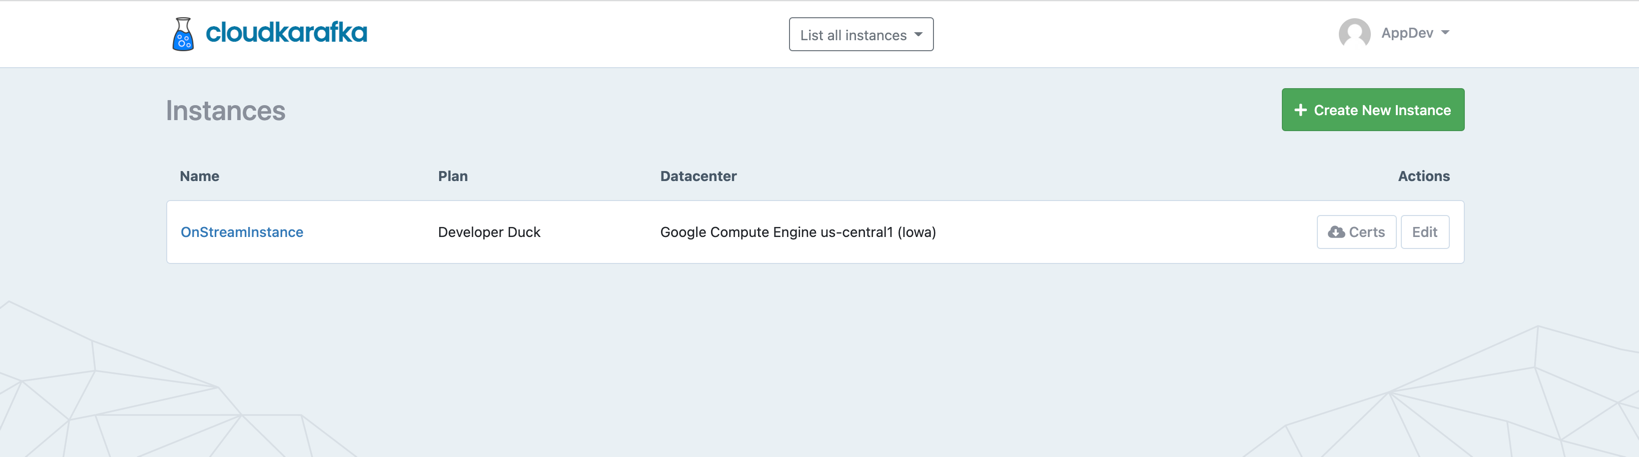 cloudkarafka
List all instances
AppDev
Instances
+ Create New Instance
Name Plan Datacenter Actions
OnStreamInstance Developer Duck Google Compute Engine us-central1 (Iowa) Certs Edit